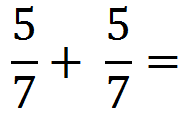 5/7 + 5/7 =